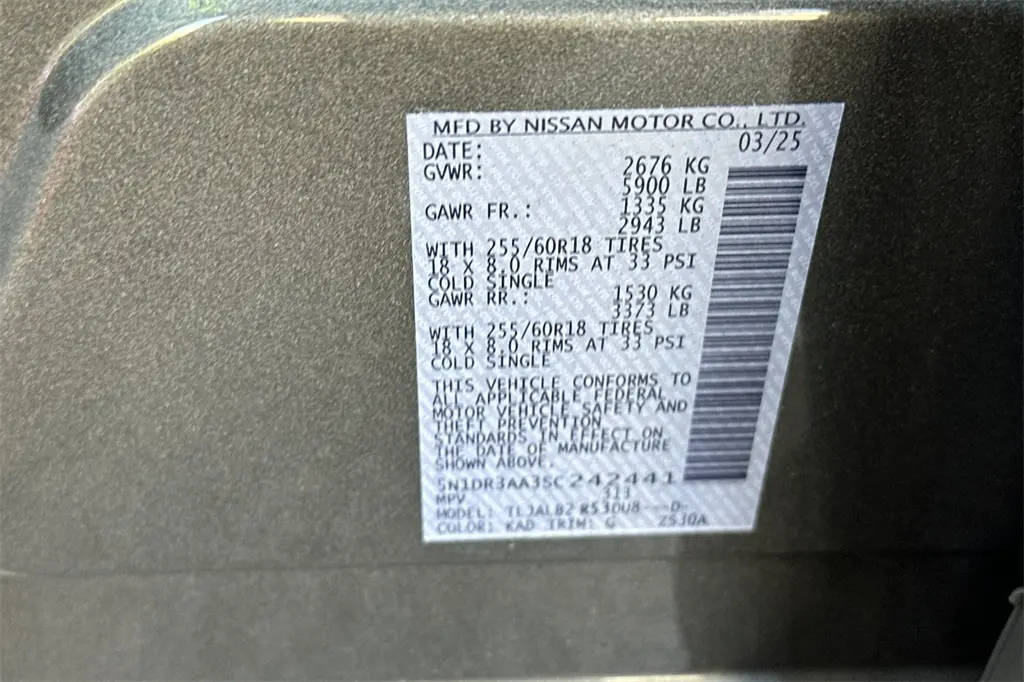 MFD BY NISSAN MOTOR CO., LTD.
DATE: 03/25
GVWR: 2676 KG
5900 LB
GAWR FR.: 1335 KG
2943 LB
WITH 255/60R18 TIRES
18 X 8.0 RIMS AT 33 PSI
COLD SINGLE
GAWR RR.: 1530 KG
3373 LB
WITH 255/60R18 TIRES
18 X 8.0 RIMS AT 33 PSI
COLD SINGLE
THIS VEHICLE CONFORMS TO
ALL APPLICABLE FEDERAL
MOTOR VEHICLE SAFETY AND
THEFT PREVENTION
STANDARDS IN EFFECT ON
THE DATE OF MANUFACTURE
SHOWN ABOVE.
5N1DR3AA3SC242441
MPV 313
MODEL:
COLOR: KAD TRIM: G